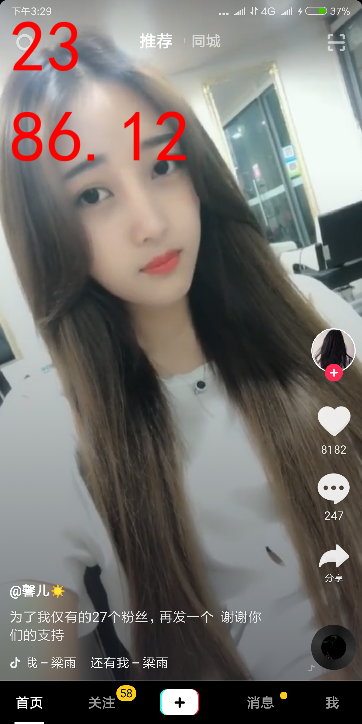 下午3:29
... 4G 37%
23
推荐 同城
86.12
8182
247
分享
@馨儿☀
为了我仅有的27个粉丝，再发一个 谢谢你
们的支持
我-梁雨 还有我-梁雨
首页 关注 58 消息 我